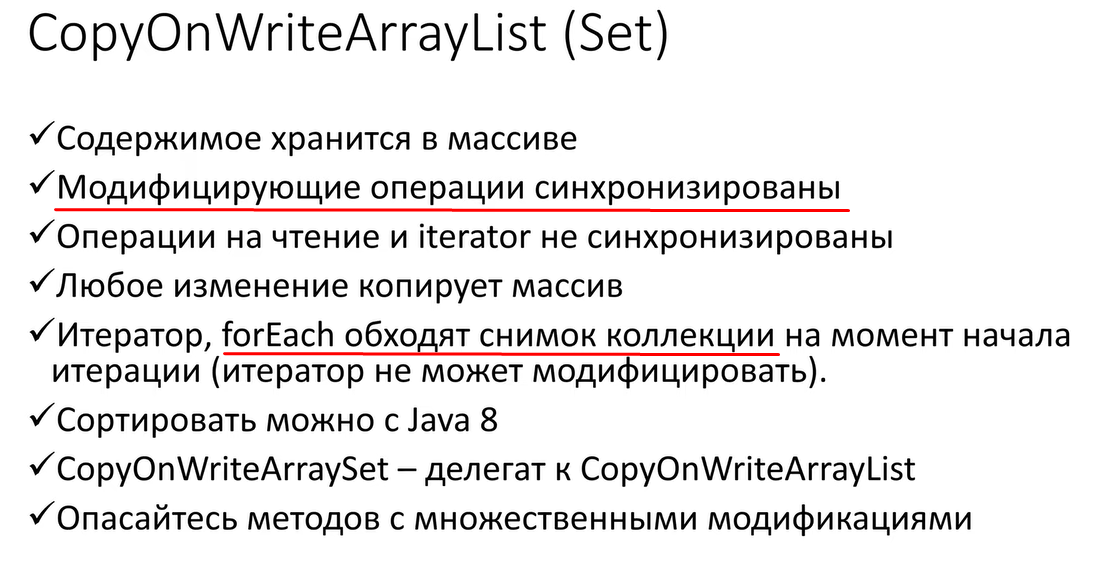 CopyOnWriteArrayList (Set)
✓Содержимое хранится в массиве
✓Модифицирующие операции синхронизированы
✓Операции на чтение и iterator не синхронизированы
✓Любое изменение копирует массив
✓Итератор, forEach обходят снимок коллекции на момент начала
итерации (итератор не может модифицировать).
✓Сортировать можно с Java 8
✓CopyOnWriteArraySet – делегат к CopyOnWriteArrayList
✓Опасайтесь методов с множественными модификациями